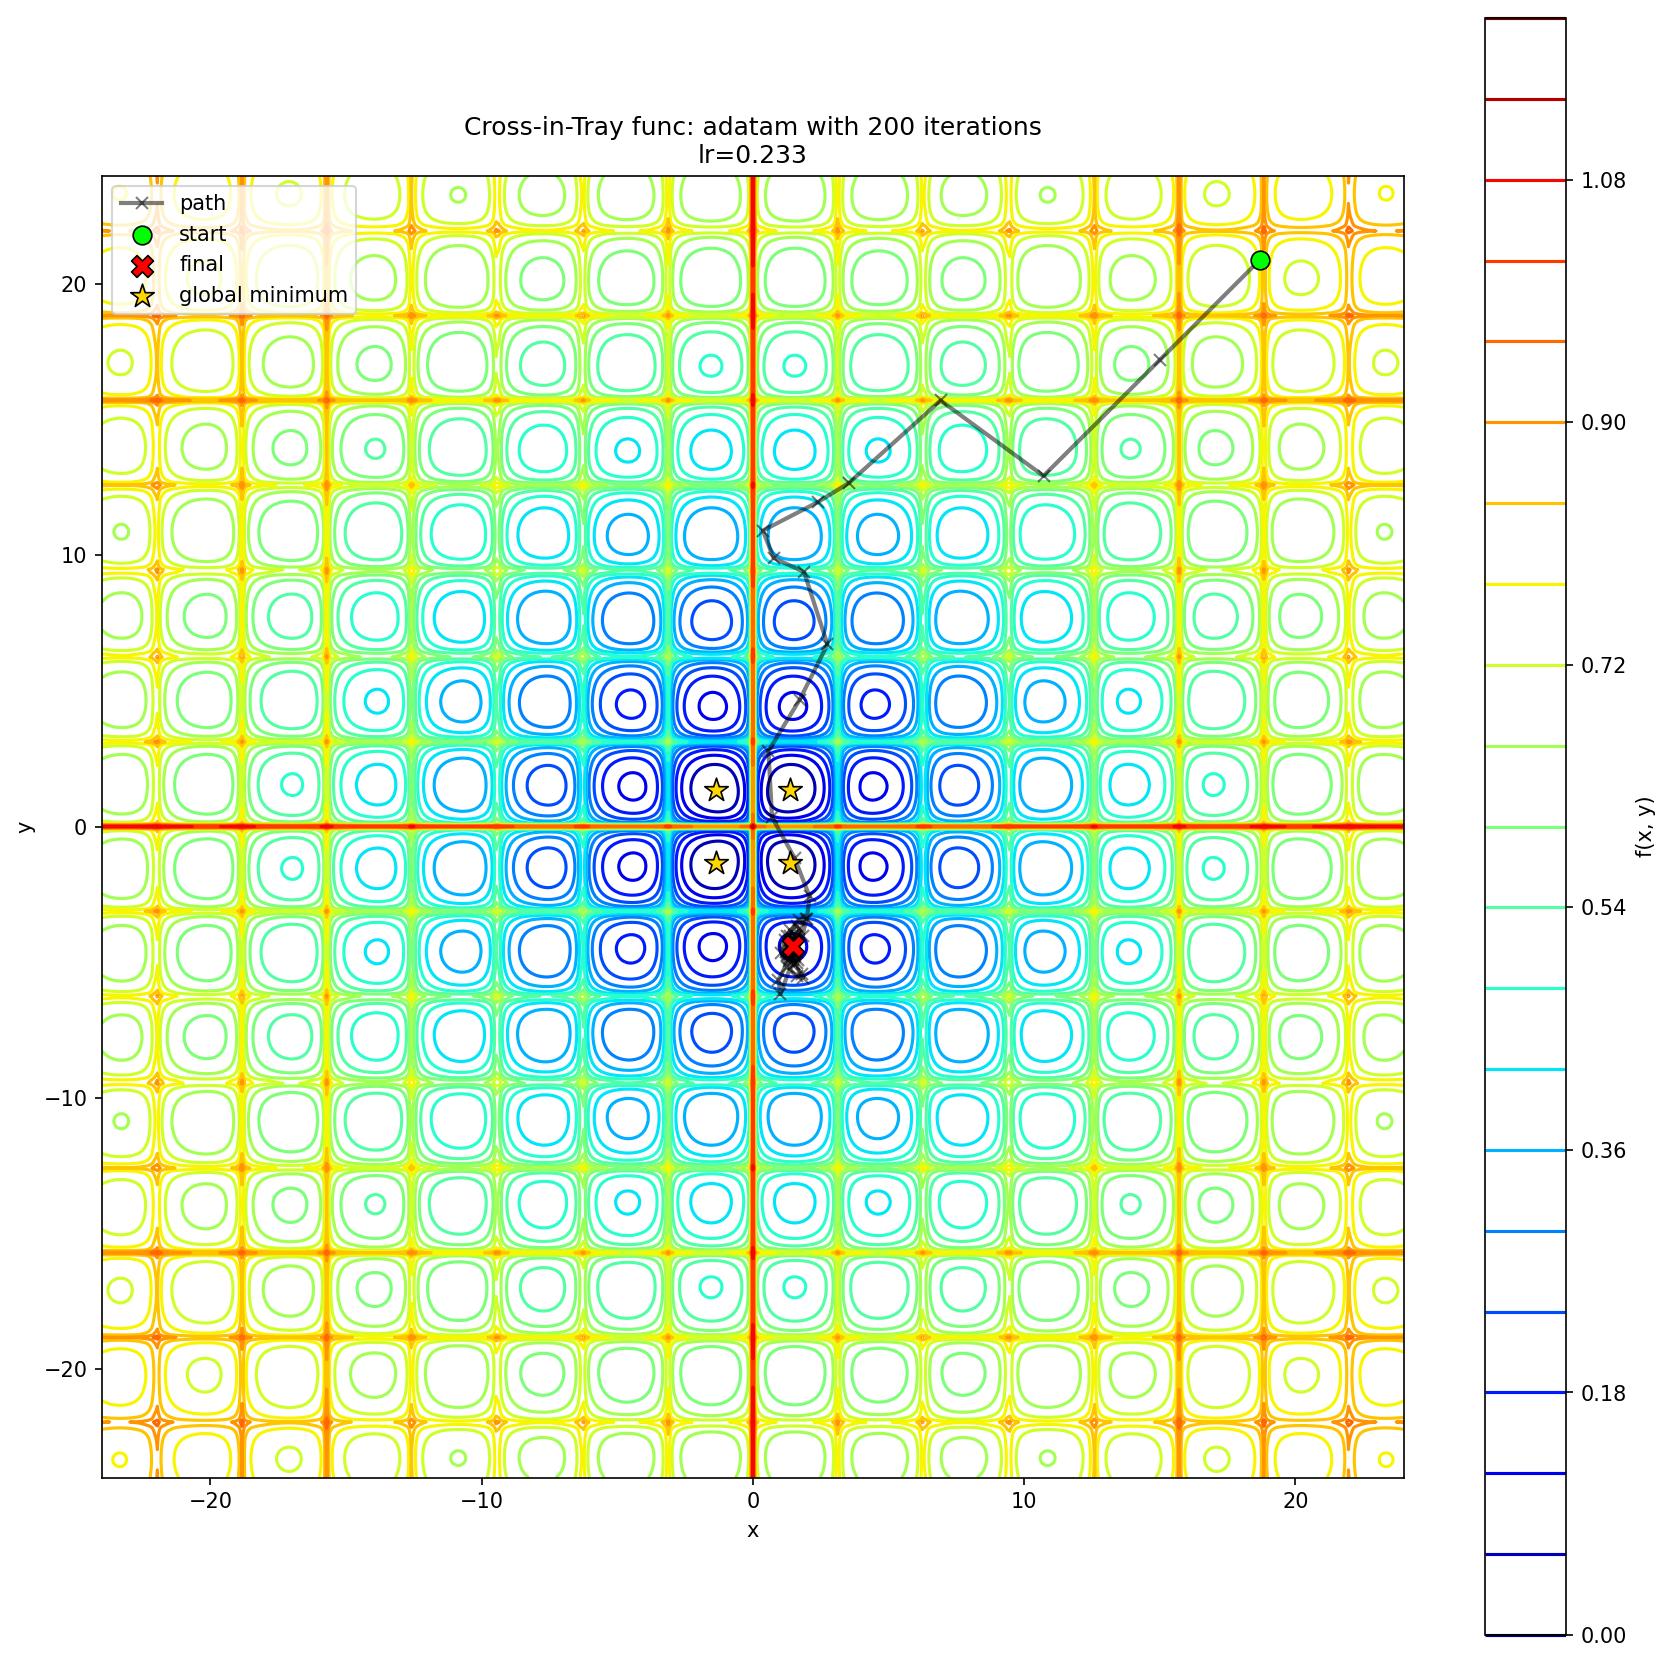 Cross-in-Tray func: adatam with 200 iterations
lr=0.233
path
start
final
global minimum
20
10
0
−10
−20
y
−20
−10
0
10
20
x
1.08
0.90
0.72
0.54
0.36
0.18
0.00
f(x, y)